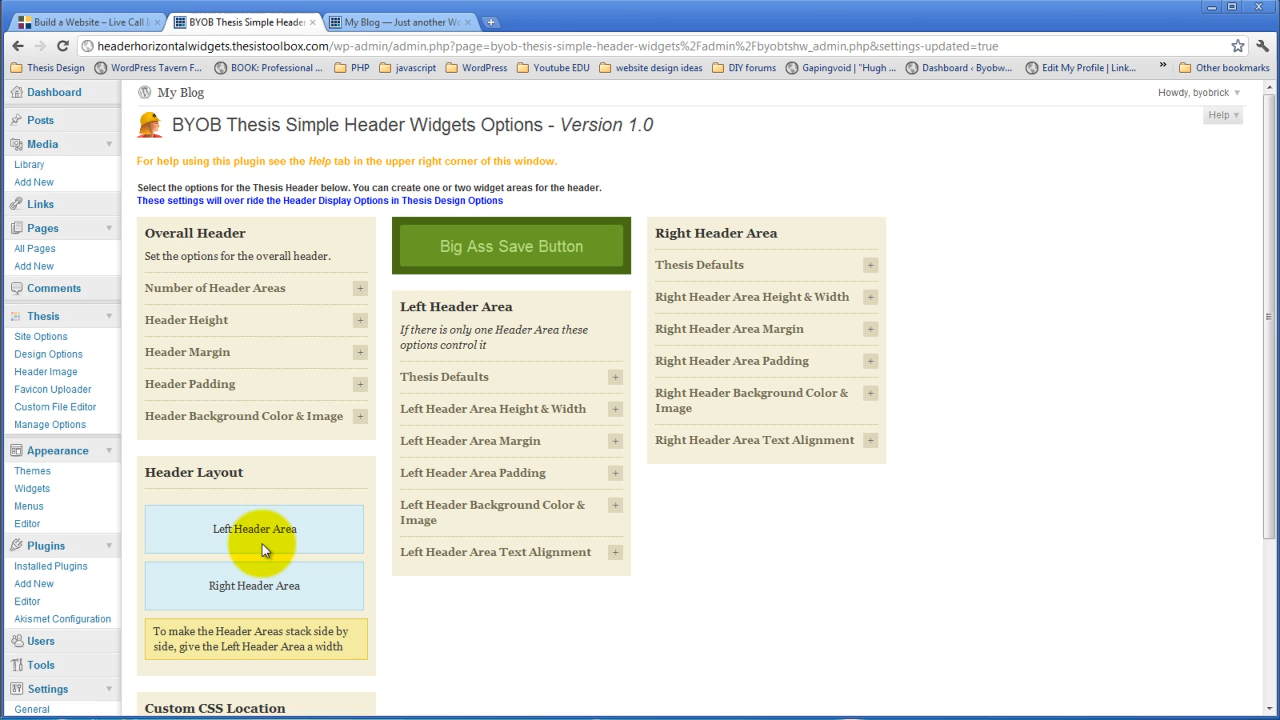 Build a Website – Live Call
BYOB Thesis Simple Header
My Blog — Just another Wo
headerhorizontalwidgets.thesistoolbox.com/wp-admin/admin.php?page=byob-thesis-simple-header-widgets%2Fadmin%2Fbyobtshw_admin.php&settings-updated=true
Thesis Design
WordPress Tavern F...
BOOK: Professional ...
PHP
javascript
WordPress
Youtube EDU
website design ideas
DIY forums
Gapingvoid | "Hugh ...
Dashboard ‹ Byobw...
Edit My Profile | Link...
»
Other bookmarks
My Blog
Howdy, byobrick
Help
Dashboard
Posts
Media
Library
Add New
Links
Pages
All Pages
Add New
Comments
Thesis
Site Options
Design Options
Header Image
Favicon Uploader
Custom File Editor
Manage Options
Appearance
Themes
Widgets
Menus
Editor
Plugins
Installed Plugins
Add New
Editor
Akismet Configuration
Users
Tools
Settings
General
BYOB Thesis Simple Header Widgets Options - Version 1.0
For help using this plugin see the Help tab in the upper right corner of this window.
Select the options for the Thesis Header below. You can create one or two widget areas for the header.
These settings will over ride the Header Display Options in Thesis Design Options
Overall Header
Set the options for the overall header.
Number of Header Areas +
Header Height +
Header Margin +
Header Padding +
Header Background Color & Image +
Header Layout
Left Header Area
Right Header Area
To make the Header Areas stack side by
side, give the Left Header Area a width
Custom CSS Location
Big Ass Save Button
Left Header Area
If there is only one Header Area these
options control it
Thesis Defaults +
Left Header Area Height & Width +
Left Header Area Margin +
Left Header Area Padding +
Left Header Background Color & +
Image
Left Header Area Text Alignment +
Right Header Area
Thesis Defaults +
Right Header Area Height & Width +
Right Header Area Margin +
Right Header Area Padding +
Right Header Background Color & +
Image
Right Header Area Text Alignment +